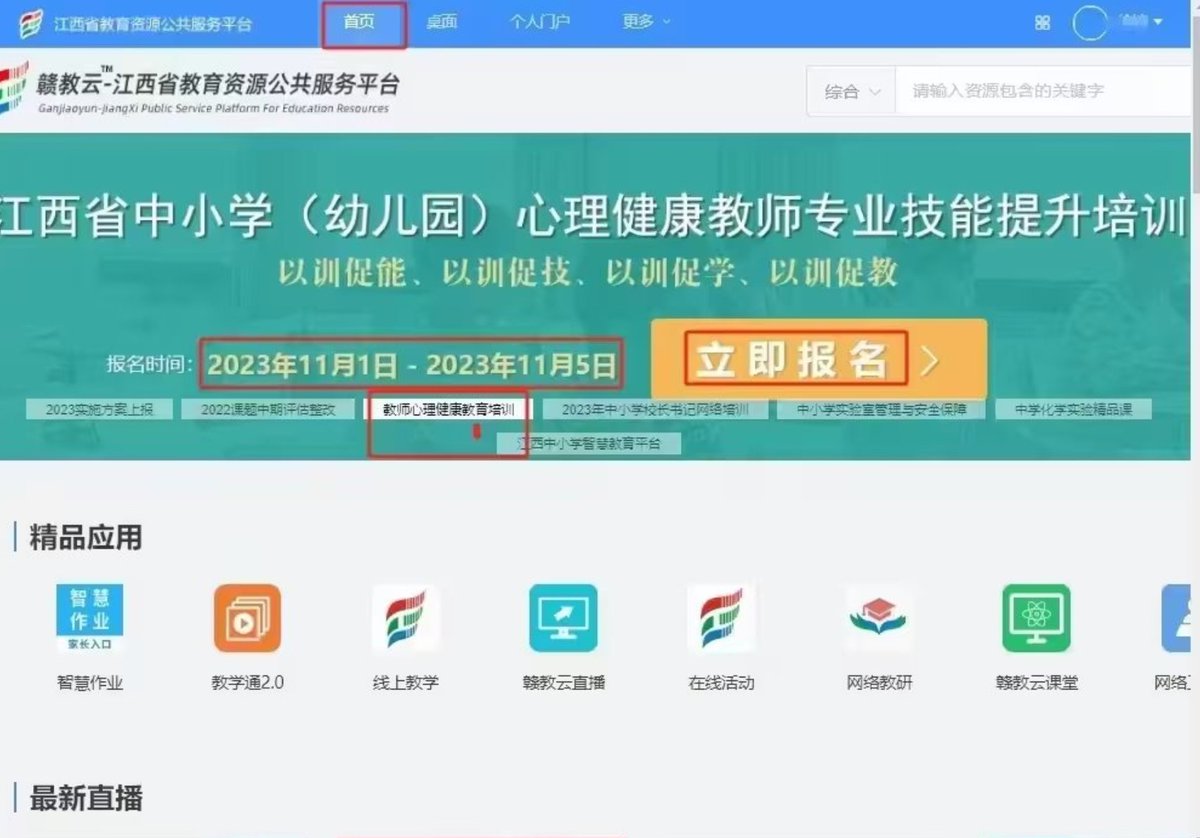 江西省教育资源公共服务平台
首页
桌面
个人门户
更多
赣教云™-江西省教育资源公共服务平台
Ganjiaoyun-jiangXi Public Service Platform For Education Resources
综合
请输入资源包含的关键字
江西省中小学（幼儿园）心理健康教师专业技能提升培训
以训促能、以训促技、以训促学、以训促教
报名时间：2023年11月1日 - 2023年11月5日
立即报名
2023实施方案上报
2022课题中期评估整改
教师心理健康教育培训
2023年中小学校长书记网络培训
中小学实验室管理与安全保障
中学化学实验精品课
江西中小学智慧教育平台
精品应用
智慧
作业
家长入口
智慧作业
教学通2.0
线上教学
赣教云直播
在线活动
网络教研
赣教云课堂
网络
最新直播